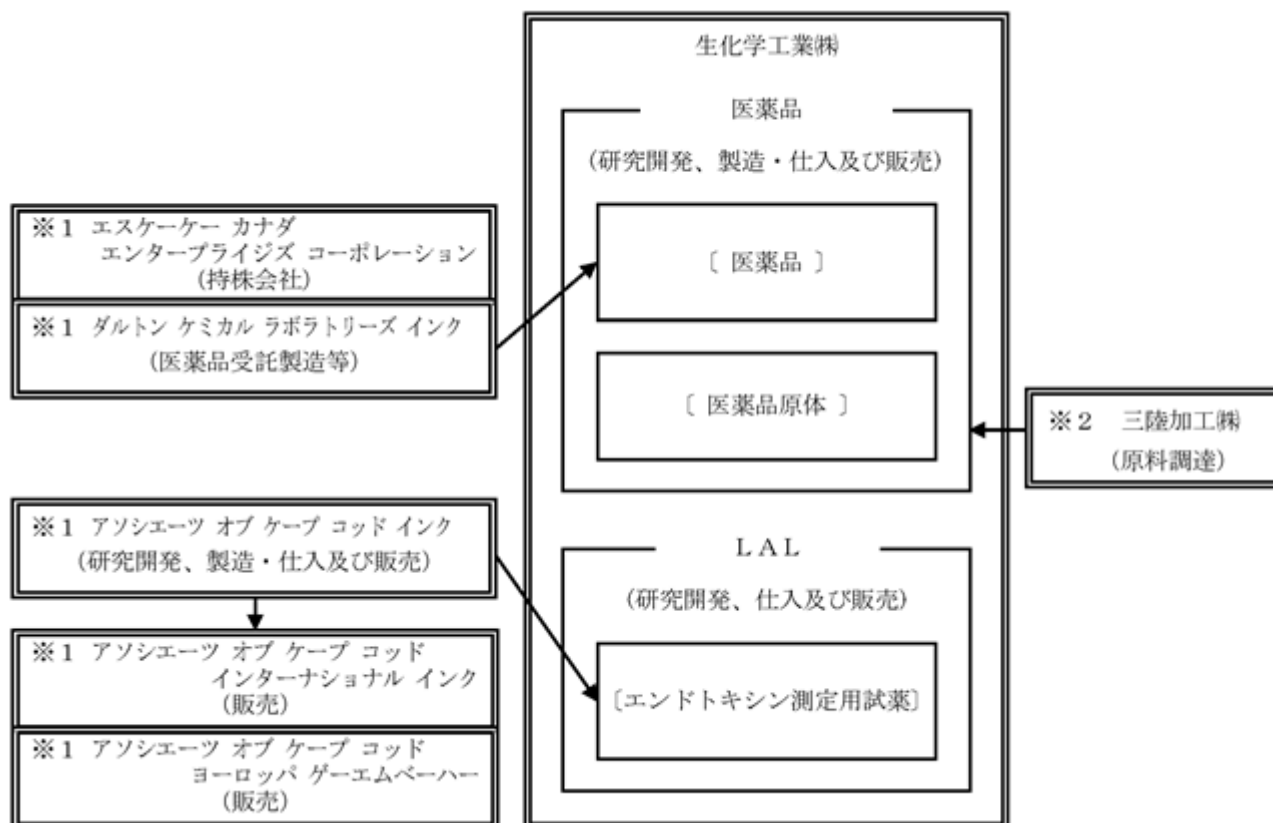 生化学工業㈱
医薬品
(研究開発、製造・仕入及び販売)
〔 医薬品 〕
〔 医薬品原体 〕
LAL
(研究開発、仕入及び販売)
〔エンドトキシン測定用試薬〕
※1 エスケーケー カナダ
エンタープライジズ コーポレーション
(持株会社)
※1 ダルトン ケミカル ラボラトリーズ インク
(医薬品受託製造等)
※1 アソシエーツ オブ ケープ コッド インク
(研究開発、製造・仕入及び販売)
※1 アソシエーツ オブ ケープ コッド
インターナショナル インク
(販売)
※1 アソシエーツ オブ ケープ コッド
ヨーロッパ ゲーエムベーハー
(販売)
※2 三陸加工㈱
(原料調達)